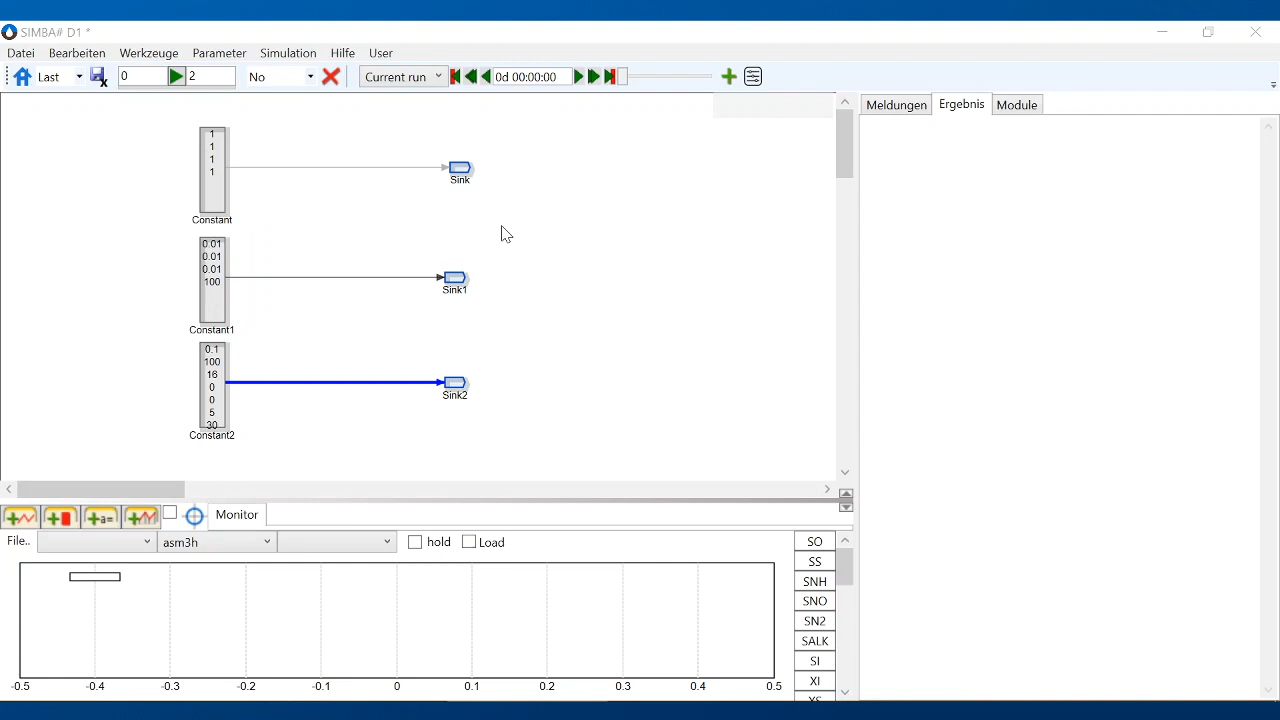 SIMBA# D1 *
Datei Bearbeiten Werkzeuge Parameter Simulation Hilfe User
Last 0 2 No Current run 0d 00:00:00
Meldungen Ergebnis Module
1
1
1
1
Constant
Sink
0.01
0.01
0.01
100
Constant1
Sink1
0.1
100
16
0
0
5
30
Constant2
Sink2
a= Monitor
File.. asm3h hold Load
SO
SS
SNH
SNO
SN2
SALK
SI
XI
XS
-0.5 -0.4 -0.3 -0.2 -0.1 0 0.1 0.2 0.3 0.4 0.5